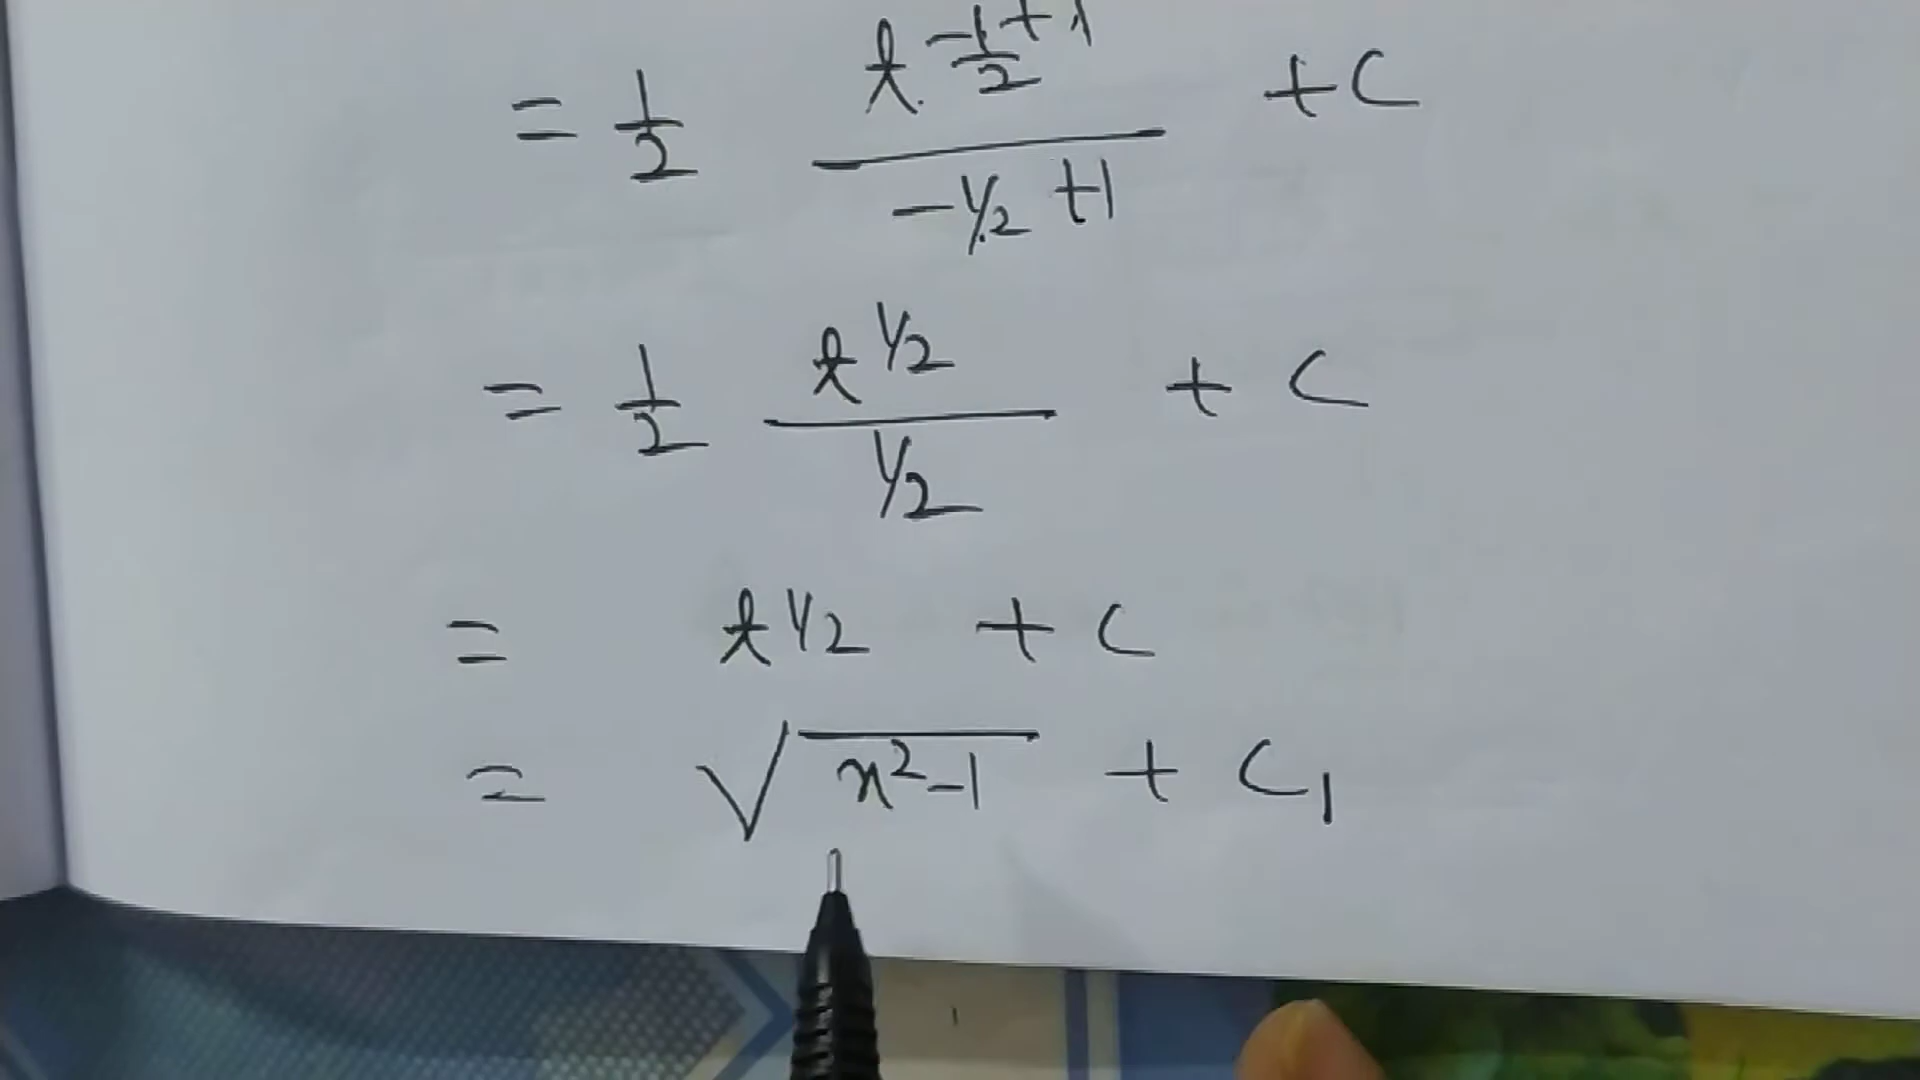 = 1/2 t^(-1/2+1) / (-1/2+1) + C
= 1/2 t^(1/2) / (1/2) + C
= t^(1/2) + C
= √(x²-1) + C₁